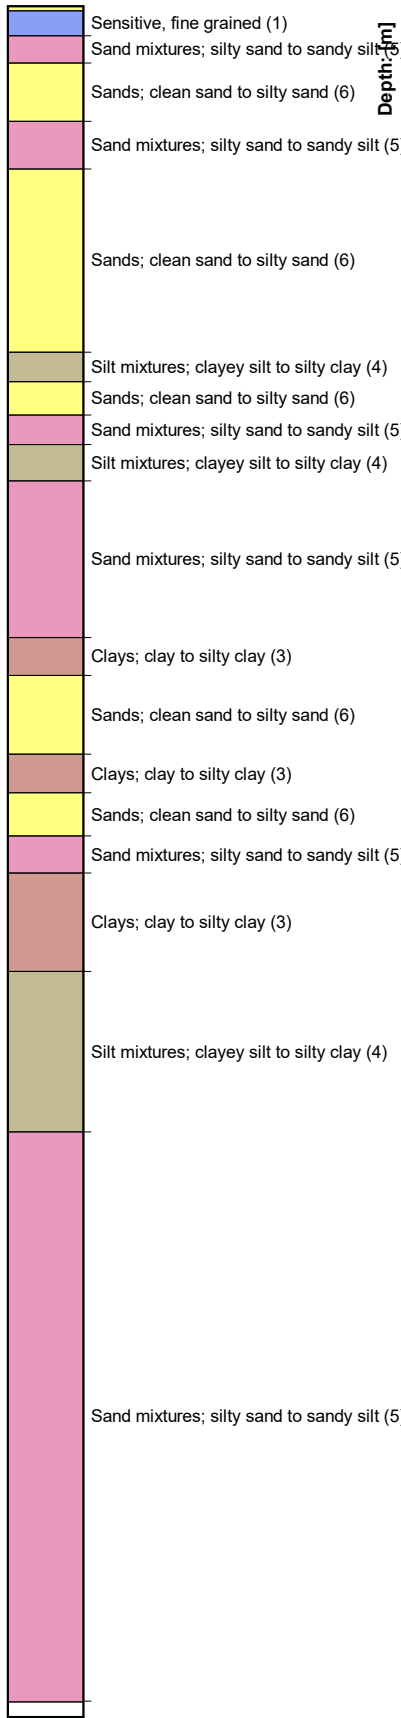 Sensitive, fine grained (1)
Depth: [m]
Sand mixtures; silty sand to sandy silt (5)
Sands; clean sand to silty sand (6)
Sand mixtures; silty sand to sandy silt (5)
Sands; clean sand to silty sand (6)
Silt mixtures; clayey silt to silty clay (4)
Sands; clean sand to silty sand (6)
Sand mixtures; silty sand to sandy silt (5)
Silt mixtures; clayey silt to silty clay (4)
Sand mixtures; silty sand to sandy silt (5)
Clays; clay to silty clay (3)
Sands; clean sand to silty sand (6)
Clays; clay to silty clay (3)
Sands; clean sand to silty sand (6)
Sand mixtures; silty sand to sandy silt (5)
Clays; clay to silty clay (3)
Silt mixtures; clayey silt to silty clay (4)
Sand mixtures; silty sand to sandy silt (5)